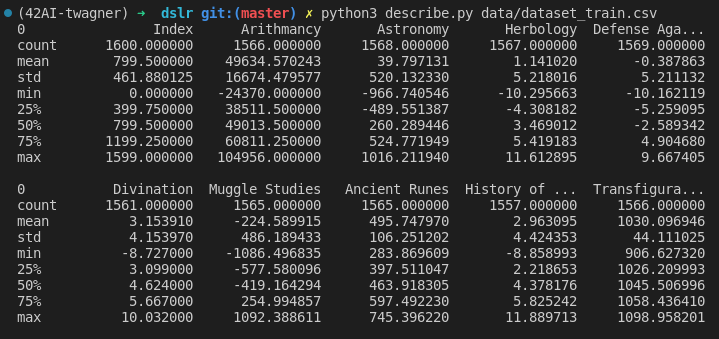 (42AI-twagner) ➜ dslr git:(master) ✗ python3 describe.py data/dataset_train.csv
0 Index Arithmancy Astronomy Herbology Defense Aga...
count 1600.000000 1566.000000 1568.000000 1567.000000 1569.000000
mean 799.500000 49634.570243 39.797131 1.141020 -0.387863
std 461.880125 16674.479577 520.132330 5.218016 5.211132
min 0.000000 -24370.000000 -966.740546 -10.295663 -10.162119
25% 399.750000 38511.500000 -489.551387 -4.308182 -5.259095
50% 799.500000 49013.500000 260.289446 3.469012 -2.589342
75% 1199.250000 60811.250000 524.771949 5.419183 4.904680
max 1599.000000 104956.000000 1016.211940 11.612895 9.667405
0 Divination Muggle Studies Ancient Runes History of ... Transfigura...
count 1561.000000 1565.000000 1565.000000 1557.000000 1566.000000
mean 3.153910 -224.589915 495.747970 2.963095 1030.096946
std 4.153970 486.189433 106.251202 4.424353 44.111025
min -8.727000 -1086.496835 283.869609 -8.858993 906.627320
25% 3.099000 -577.580096 397.511047 2.218653 1026.209993
50% 4.624000 -419.164294 463.918305 4.378176 1045.506996
75% 5.667000 254.994857 597.492230 5.825242 1058.436410
max 10.032000 1092.388611 745.396220 11.889713 1098.958201